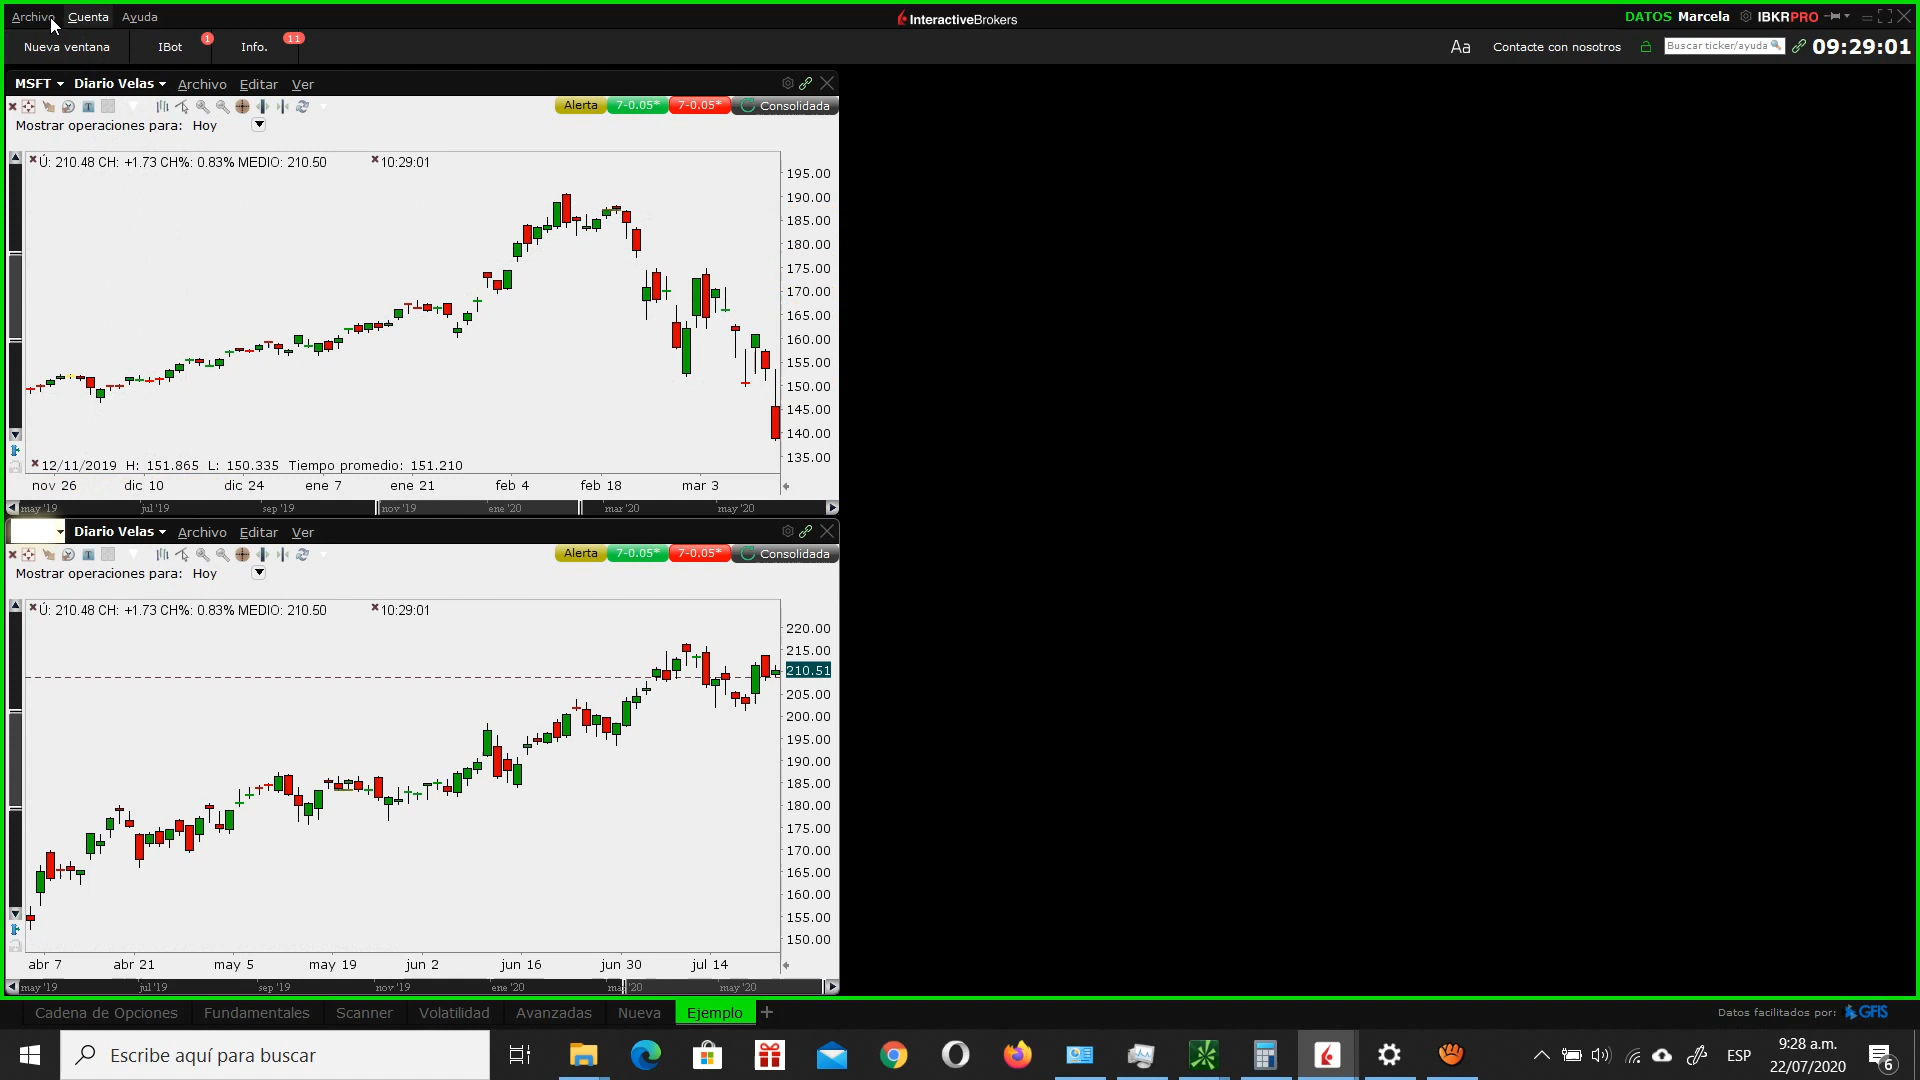 Archivo Cuenta Ayuda
InteractiveBrokers
DATOS Marcela IBKRPRO
Nueva ventana IBot 1 Info. 11
Aa Contacte con nosotros Buscar ticker/ayuda 09:29:01
MSFT Diario Velas Archivo Editar Ver
Alerta 7-0.05* 7-0.05* Consolidada
Mostrar operaciones para: Hoy
Ú: 210.48 CH: +1.73 CH%: 0.83% MEDIO: 210.50 10:29:01
195.00
190.00
185.00
180.00
175.00
170.00
165.00
160.00
155.00
150.00
145.00
140.00
135.00
12/11/2019 H: 151.865 L: 150.335 Tiempo promedio: 151.210
nov 26 dic 10 dic 24 ene 7 ene 21 feb 4 feb 18 mar 3
may '19 jul '19 sep '19 nov '19 ene '20 mar '20 may '20
Diario Velas Archivo Editar Ver
Alerta 7-0.05* 7-0.05* Consolidada
Mostrar operaciones para: Hoy
Ú: 210.48 CH: +1.73 CH%: 0.83% MEDIO: 210.50 10:29:01
220.00
215.00
210.51
205.00
200.00
195.00
190.00
185.00
180.00
175.00
170.00
165.00
160.00
155.00
150.00
abr 7 abr 21 may 5 may 19 jun 2 jun 16 jun 30 jul 14
may '19 jul '19 sep '19 nov '19 ene '20 mar '20 may '20
Cadena de Opciones Fundamentales Scanner Volatilidad Avanzadas Nueva Ejemplo +
Datos facilitados por: GFIS
Escribe aquí para buscar
ESP
9:28 a.m.
22/07/2020
6